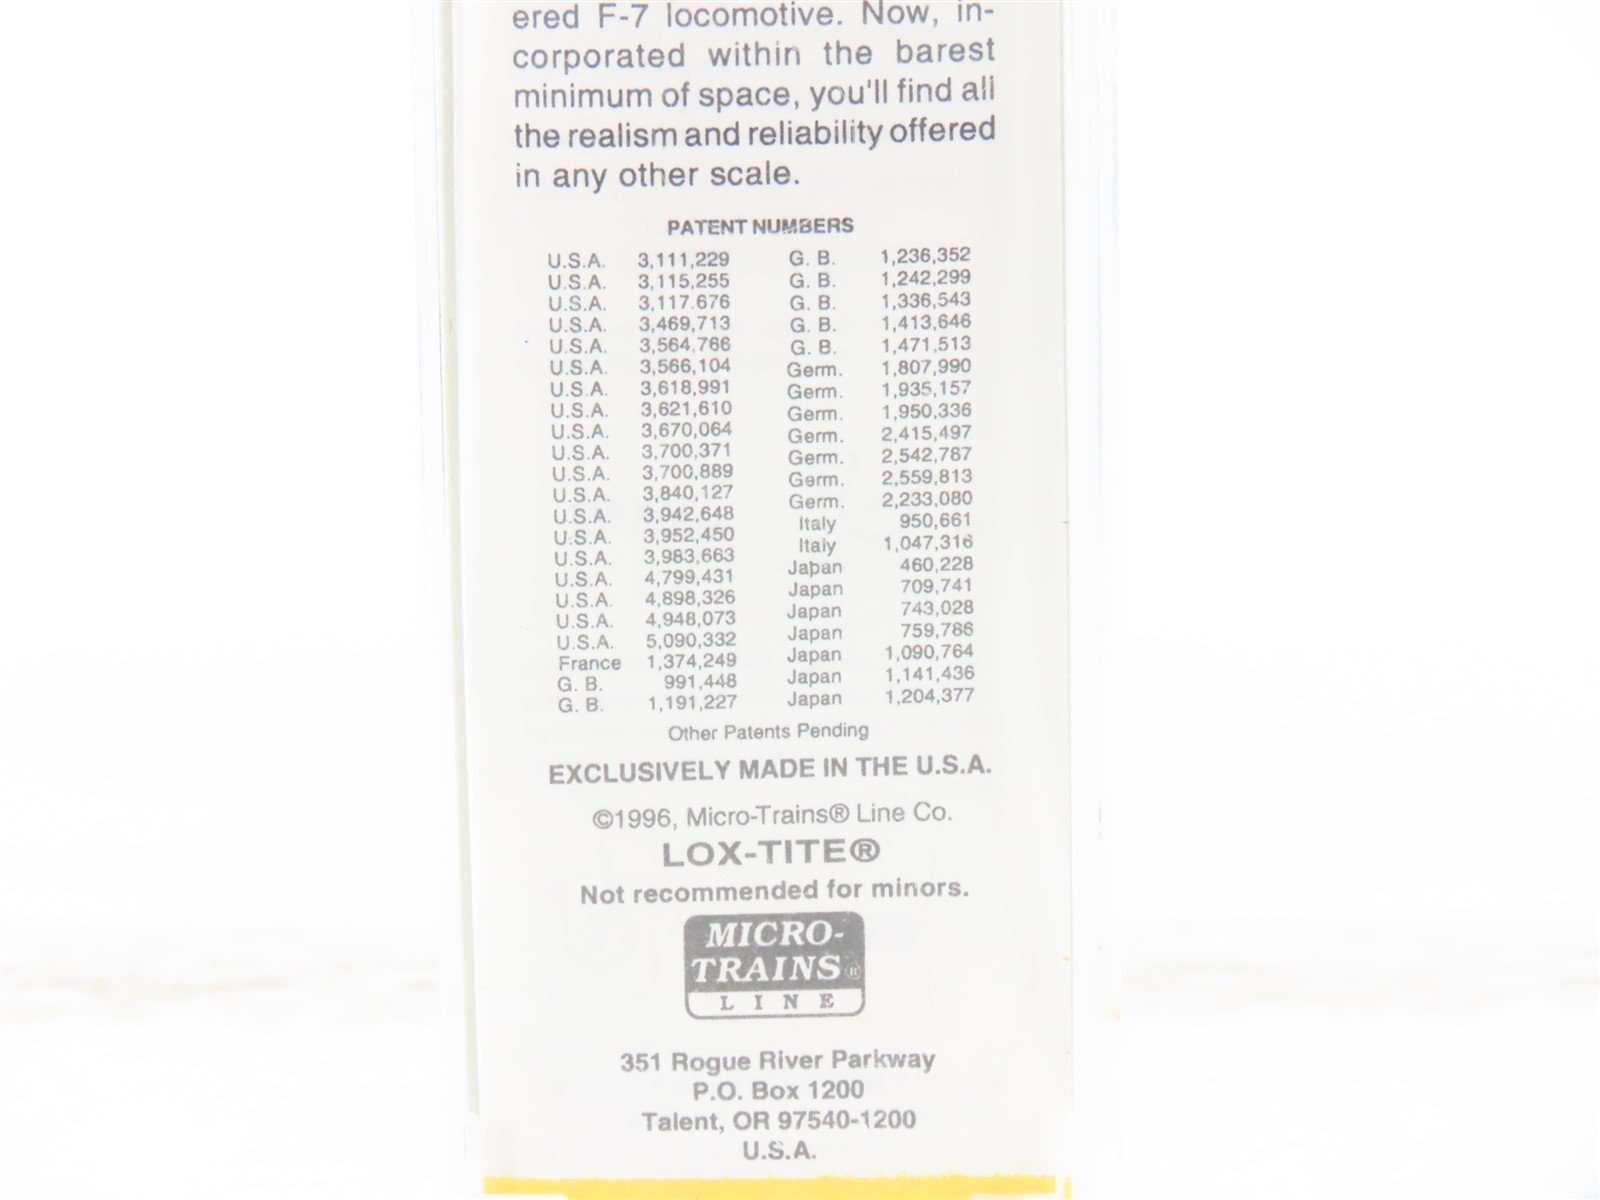 ered F-7 locomotive. Now, in-
corporated within the barest
minimum of space, you'll find all
the realism and reliability offered
in any other scale.
PATENT NUMBERS
U.S.A. 3,111,229 G. B. 1,236,352
U.S.A. 3,115,255 G. B. 1,242,299
U.S.A. 3,117.676 G. B. 1,336,543
U.S.A. 3,469,713 G. B. 1,413,646
U.S.A. 3,564,766 G. B. 1,471,513
U.S.A. 3,566,104 Germ. 1,807,990
U.S.A. 3,618,991 Germ. 1,935,157
U.S.A. 3,621,610 Germ. 1,950,336
U.S.A. 3,670,064 Germ. 2,415,497
U.S.A. 3,700,371 Germ. 2,542,787
U.S.A. 3,700,889 Germ. 2,559,813
U.S.A. 3,840,127 Germ. 2,233,080
U.S.A. 3,942,648 Italy 950,661
U.S.A. 3,952,450 Italy 1,047,316
U.S.A. 3,983,663 Japan 460,228
U.S.A. 4,799,431 Japan 709,741
U.S.A. 4,898,326 Japan 743,028
U.S.A. 4,948,073 Japan 759,786
U.S.A. 5,090,332 Japan 1,090,764
France 1,374,249 Japan 1,141,436
G. B. 991,448 Japan 1,204,377
G. B. 1,191,227
Other Patents Pending
EXCLUSIVELY MADE IN THE U.S.A.
©1996, Micro-Trains® Line Co.
LOX-TITE®
Not recommended for minors.
MICRO-
TRAINS®
LINE
351 Rogue River Parkway
P.O. Box 1200
Talent, OR 97540-1200
U.S.A.